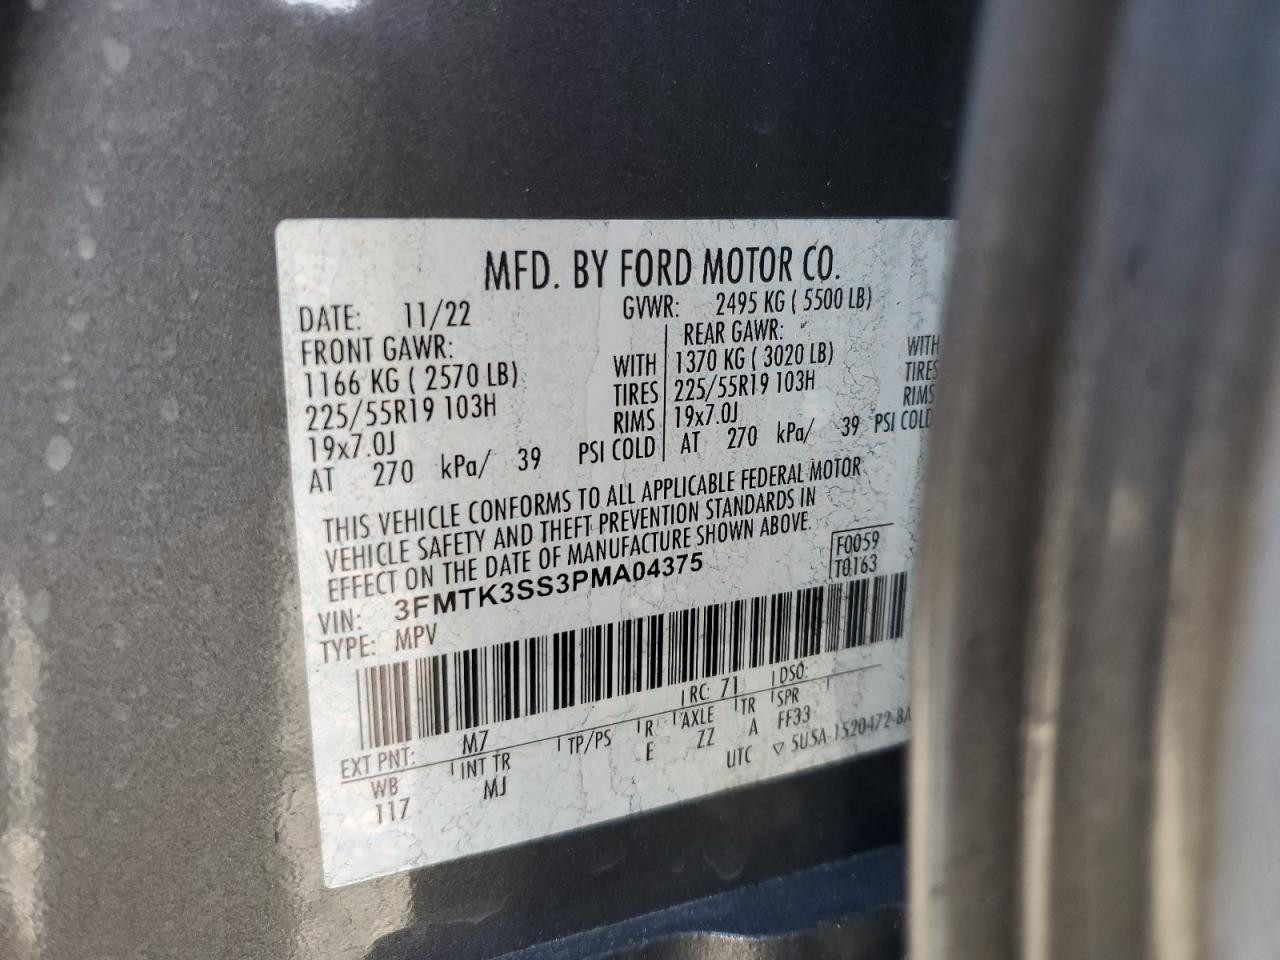 MFD. BY FORD MOTOR CO.
DATE: 11/22 GVWR: 2495 KG ( 5500 LB)
FRONT GAWR: REAR GAWR:
1166 KG ( 2570 LB) WITH 1370 KG ( 3020 LB) WITH
225/55R19 103H TIRES 225/55R19 103H TIRES
19x7.0J RIMS 19x7.0J RIMS
AT 270 kPa/ 39 PSI COLD AT 270 kPa/ 39 PSI COLD
THIS VEHICLE CONFORMS TO ALL APPLICABLE FEDERAL MOTOR
VEHICLE SAFETY AND THEFT PREVENTION STANDARDS IN
EFFECT ON THE DATE OF MANUFACTURE SHOWN ABOVE.
VIN: 3FMTK3SS3PMA04375 F0059
TYPE: MPV T0163
EXT PNT: M7 RC: 71 DSO:
WB INT TR TP/PS R AXLE TR SPR
117 MJ E ZZ A FF33
UTC ▽ 5U5A-1520472-BA